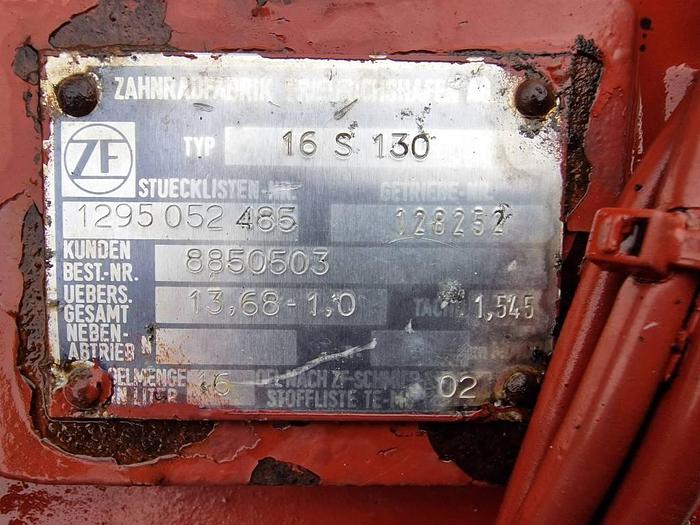 ZAHNRADFABRIK FRIEDRICHSHAFEN AG
ZF
TYP 16 S 130
STUECKLISTEN-NR. GETRIEBE-NR.
1295 052 485 128252
KUNDEN
BEST-NR. 8850503
UEBERS.
GESAMT 13,68-1,0 TACHO 1,545
NEBEN-
ABTRIEB N
OELMENGE
IN LITER 16 OEL NACH ZF-SCHMIER
STOFFLISTE TE-ML 02